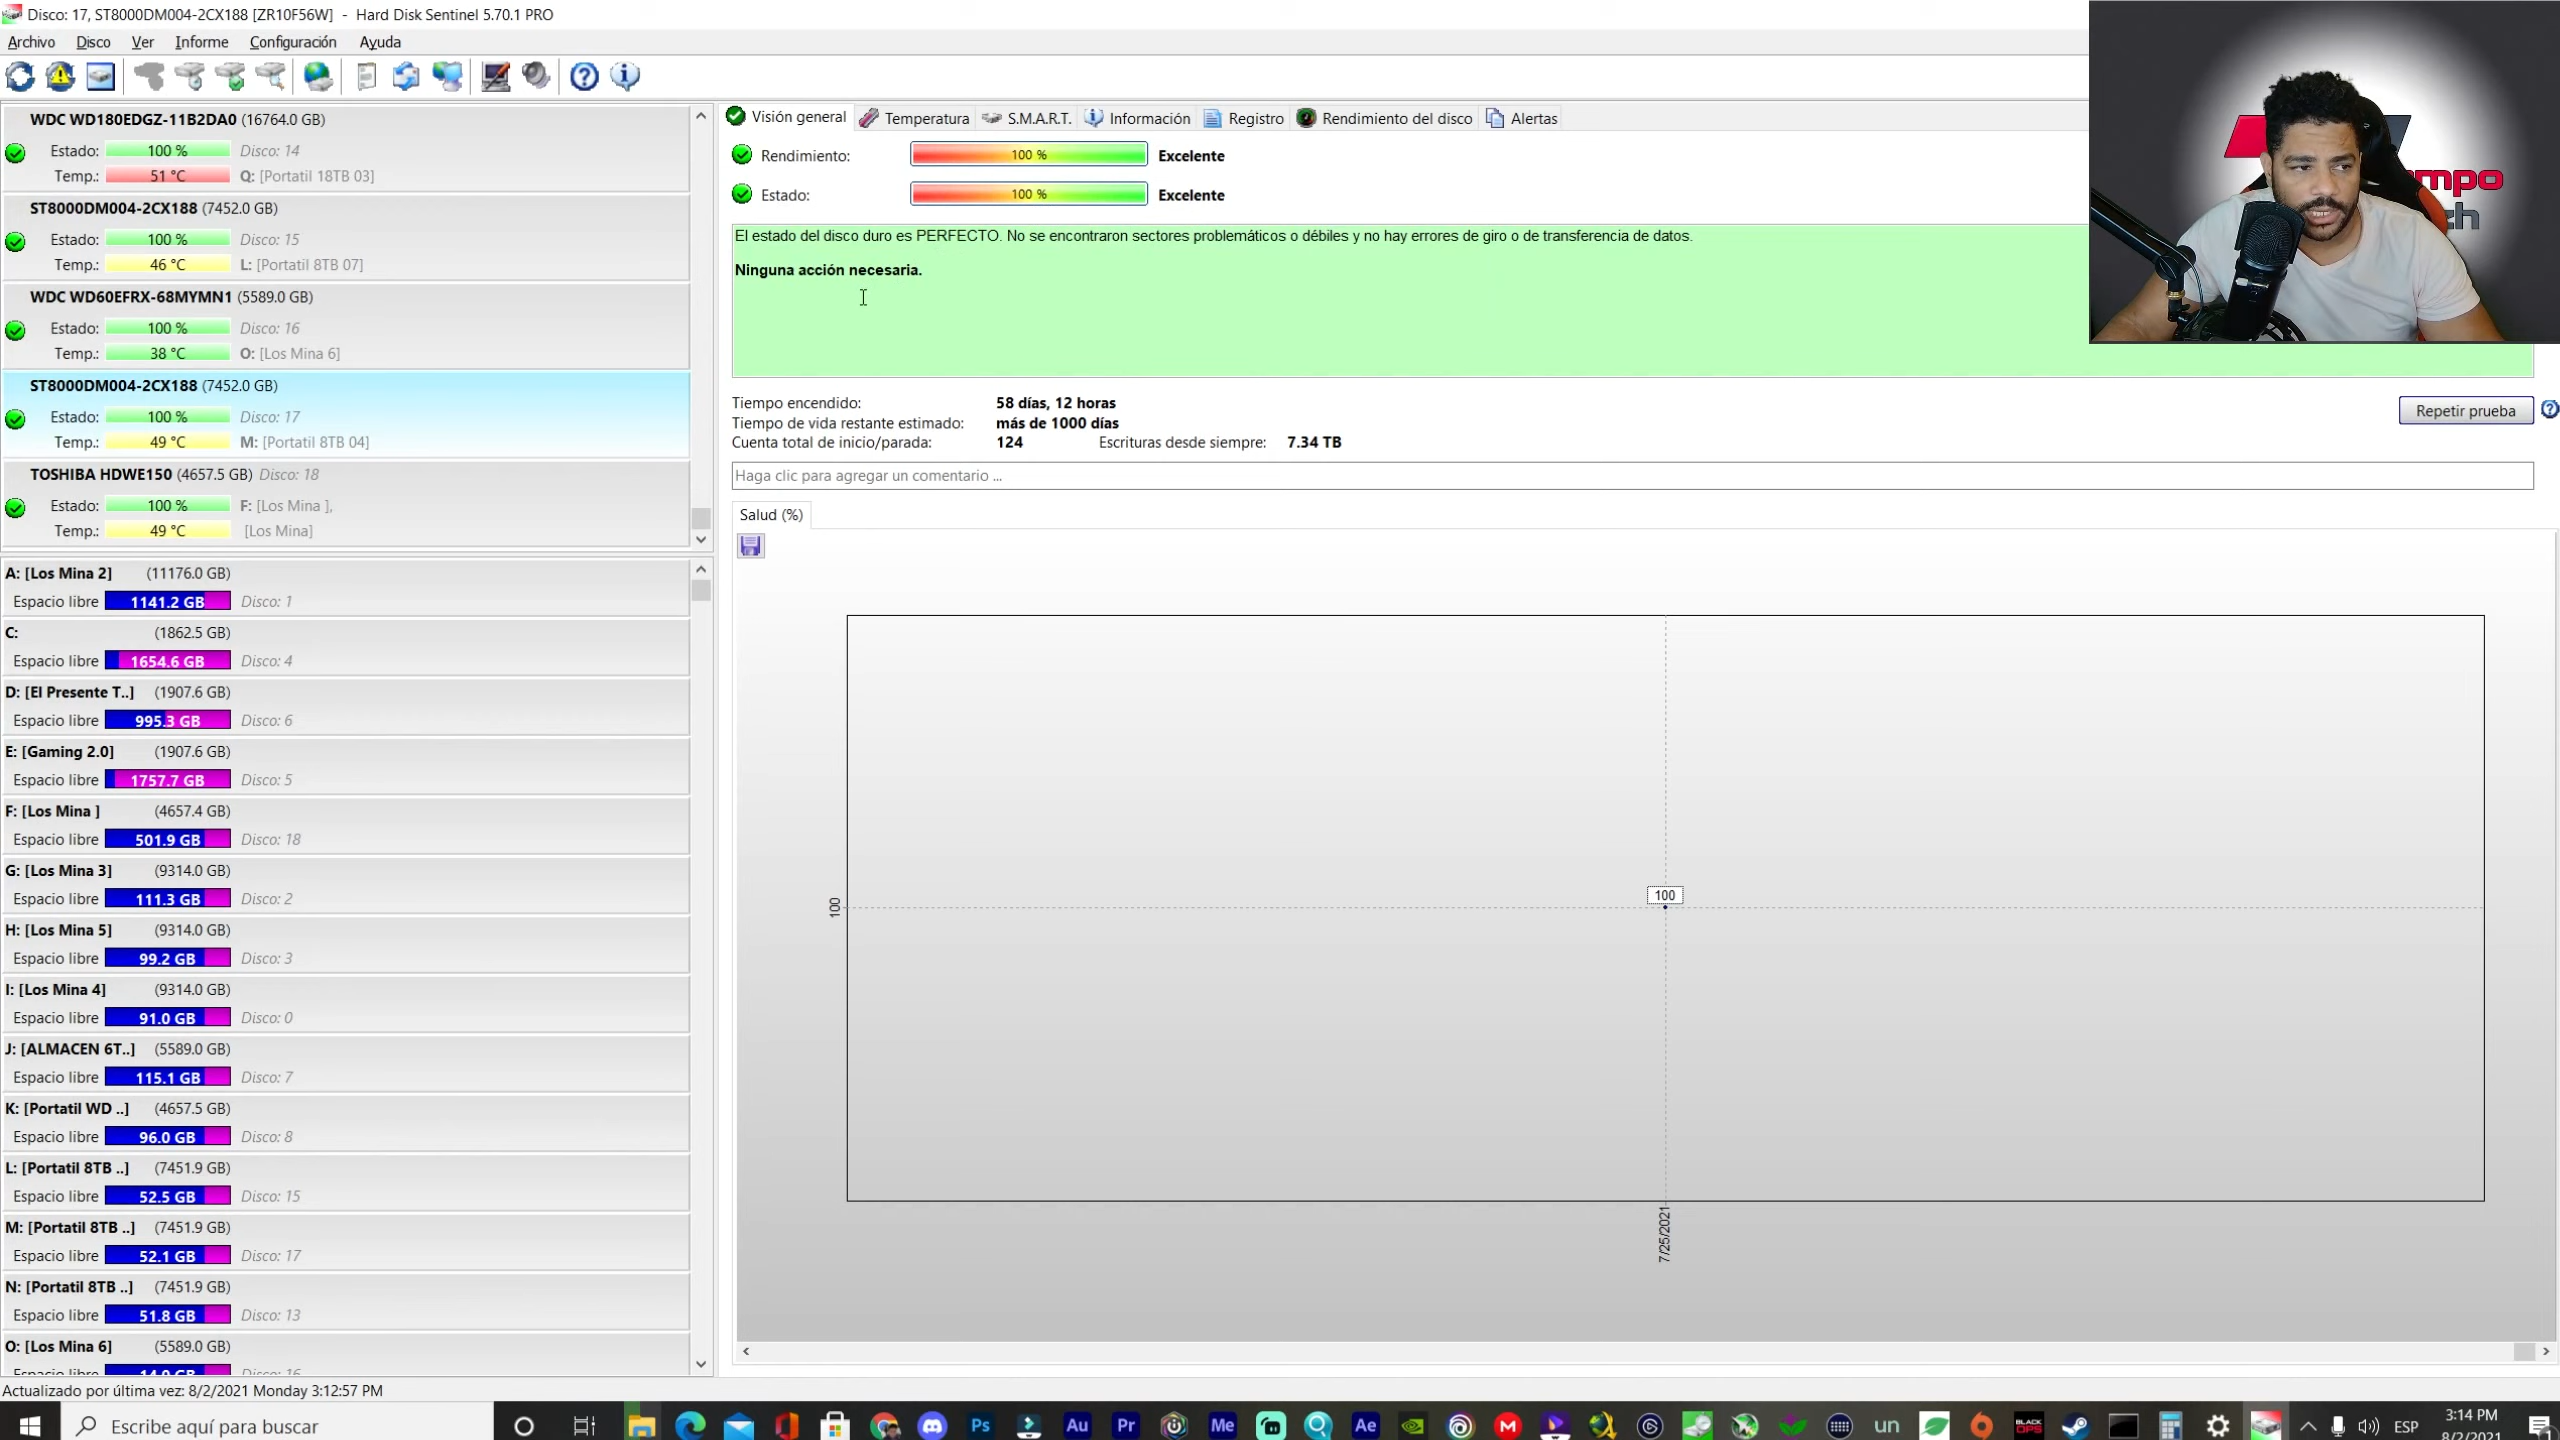 Disco: 17, ST8000DM004-2CX188 [ZR10F56W] - Hard Disk Sentinel 5.70.1 PRO
Archivo Disco Ver Informe Configuración Ayuda
WDC WD180EDGZ-11B2DA0 (16764.0 GB)
Estado: 100 % Disco: 14
Temp.: 51 °C Q: [Portatil 18TB 03]
ST8000DM004-2CX188 (7452.0 GB)
Estado: 100 % Disco: 15
Temp.: 46 °C L: [Portatil 8TB 07]
WDC WD60EFRX-68MYMN1 (5589.0 GB)
Estado: 100 % Disco: 16
Temp.: 38 °C O: [Los Mina 6]
ST8000DM004-2CX188 (7452.0 GB)
Estado: 100 % Disco: 17
Temp.: 49 °C M: [Portatil 8TB 04]
TOSHIBA HDWE150 (4657.5 GB) Disco: 18
Estado: 100 % F: [Los Mina ],
Temp.: 49 °C [Los Mina]
A: [Los Mina 2] (11176.0 GB)
Espacio libre 1141.2 GB Disco: 1
C: (1862.5 GB)
Espacio libre 1654.6 GB Disco: 4
D: [El Presente T..] (1907.6 GB)
Espacio libre 995.3 GB Disco: 6
E: [Gaming 2.0] (1907.6 GB)
Espacio libre 1757.7 GB Disco: 5
F: [Los Mina ] (4657.4 GB)
Espacio libre 501.9 GB Disco: 18
G: [Los Mina 3] (9314.0 GB)
Espacio libre 111.3 GB Disco: 2
H: [Los Mina 5] (9314.0 GB)
Espacio libre 99.2 GB Disco: 3
I: [Los Mina 4] (9314.0 GB)
Espacio libre 91.0 GB Disco: 0
J: [ALMACEN 6T..] (5589.0 GB)
Espacio libre 115.1 GB Disco: 7
K: [Portatil WD ..] (4657.5 GB)
Espacio libre 96.0 GB Disco: 8
L: [Portatil 8TB ..] (7451.9 GB)
Espacio libre 52.5 GB Disco: 15
M: [Portatil 8TB ..] (7451.9 GB)
Espacio libre 52.1 GB Disco: 17
N: [Portatil 8TB ..] (7451.9 GB)
Espacio libre 51.8 GB Disco: 13
O: [Los Mina 6] (5589.0 GB)
Visión general Temperatura S.M.A.R.T. Información Registro Rendimiento del disco Alertas
Rendimiento: 100 % Excelente
Estado: 100 % Excelente
El estado del disco duro es PERFECTO. No se encontraron sectores problemáticos o débiles y no hay errores de giro o de transferencia de datos.
Ninguna acción necesaria.
Tiempo encendido: 58 días, 12 horas
Tiempo de vida restante estimado: más de 1000 días
Cuenta total de inicio/parada: 124 Escrituras desde siempre: 7.34 TB
Repetir prueba
Haga clic para agregar un comentario ...
Salud (%)
100
100
7/25/2021
Actualizado por última vez: 8/2/2021 Monday 3:12:57 PM
Escribe aquí para buscar
Ps Au Pr Me Ae un ESP
3:14 PM
8/2/2021